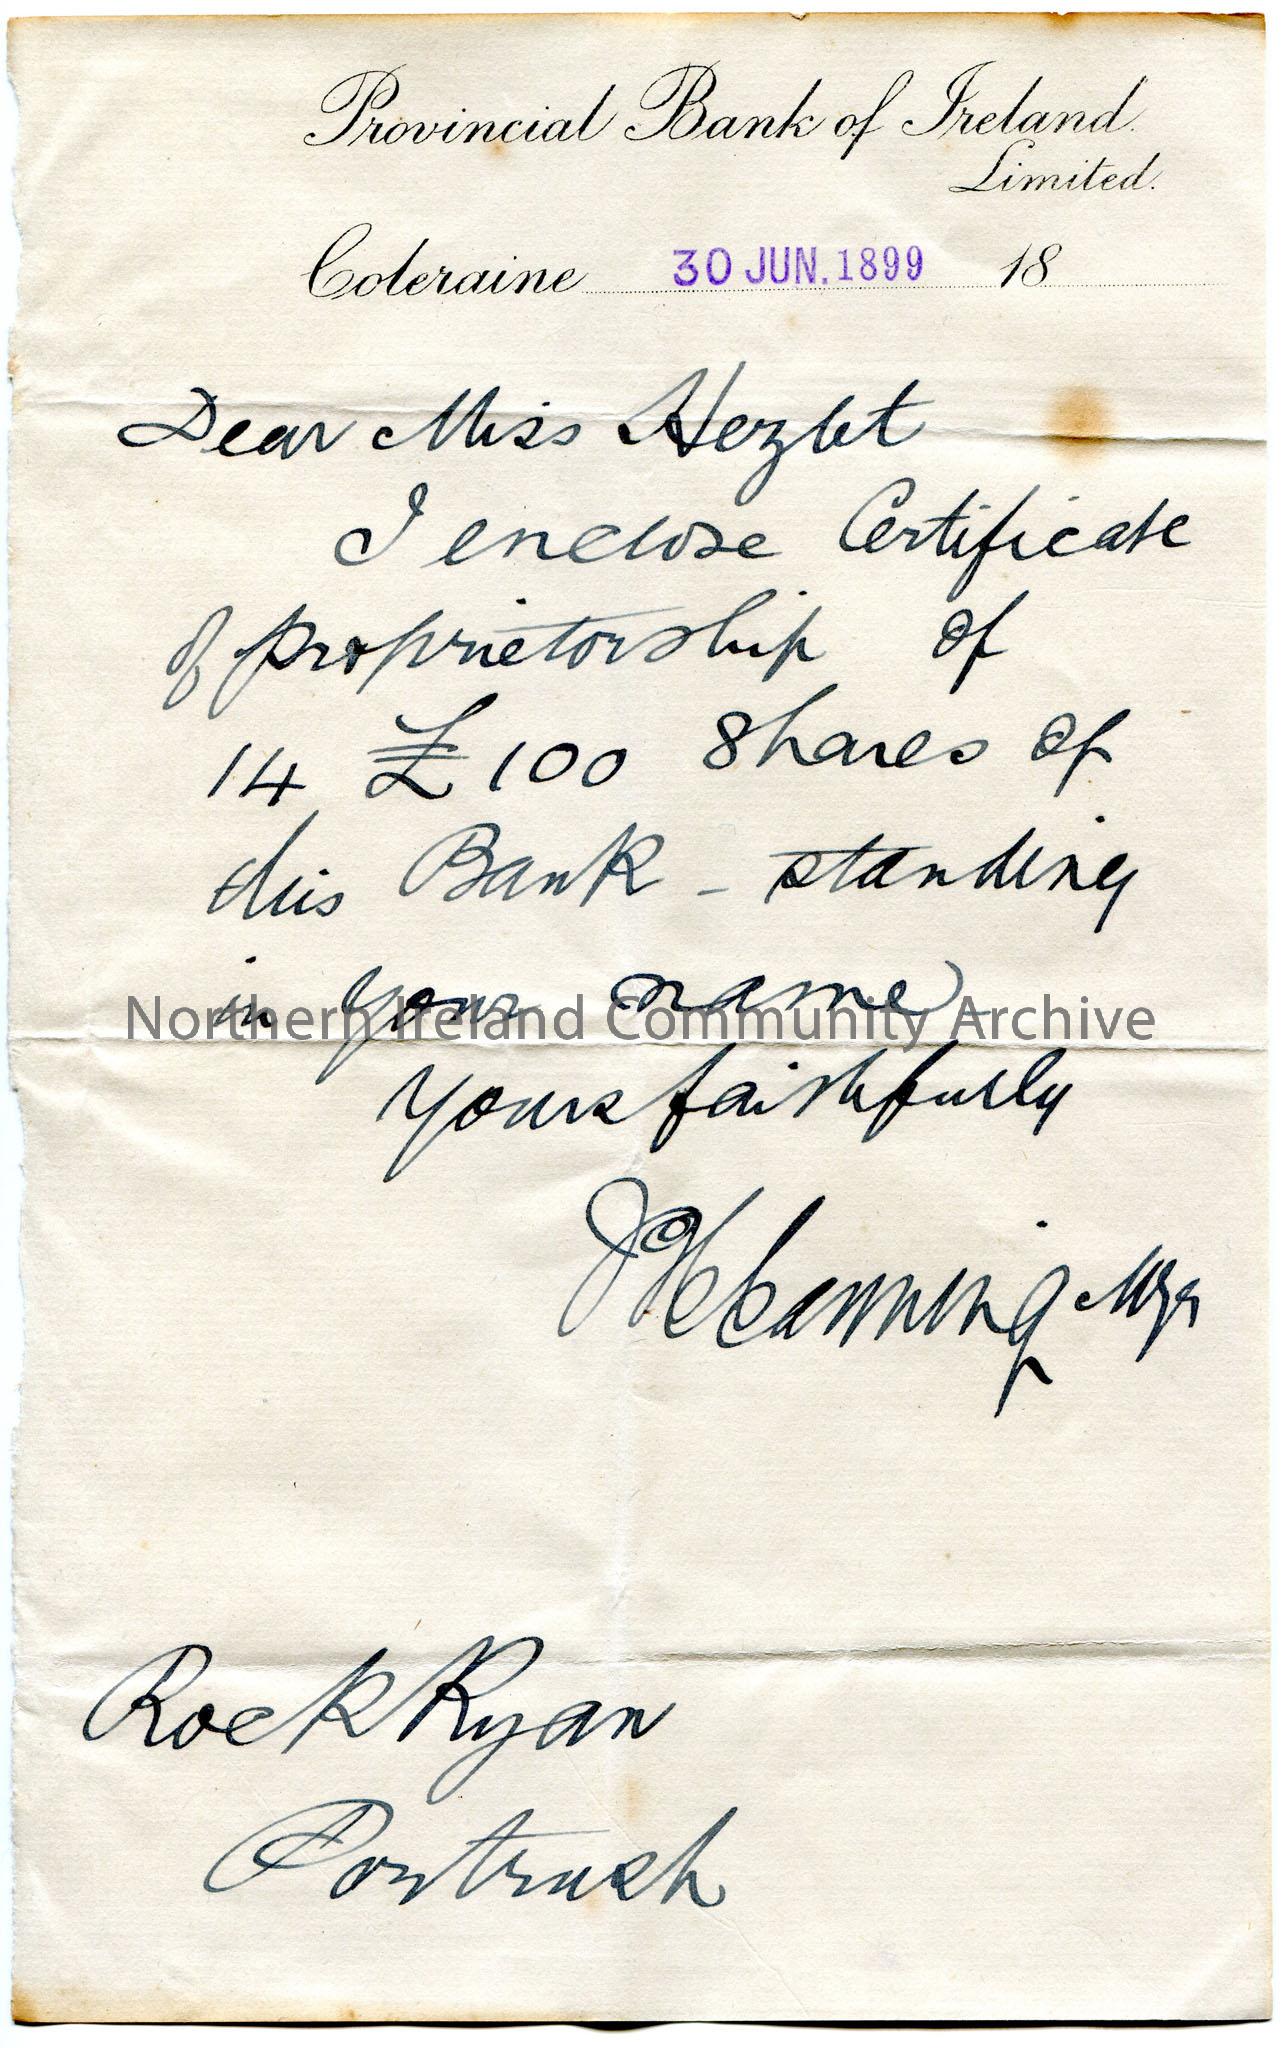 Provincial Bank of Ireland
Limited.
Coleraine 30 JUN. 1899 18
Dear Miss Hezlet
I enclose Certificate
of proprietorship of
14 £100 Shares of
this Bank - standing
in your name -
Northern Ireland Community Archive
Yours faithfully
Canning Mgr
Rock Ryan
Portrush